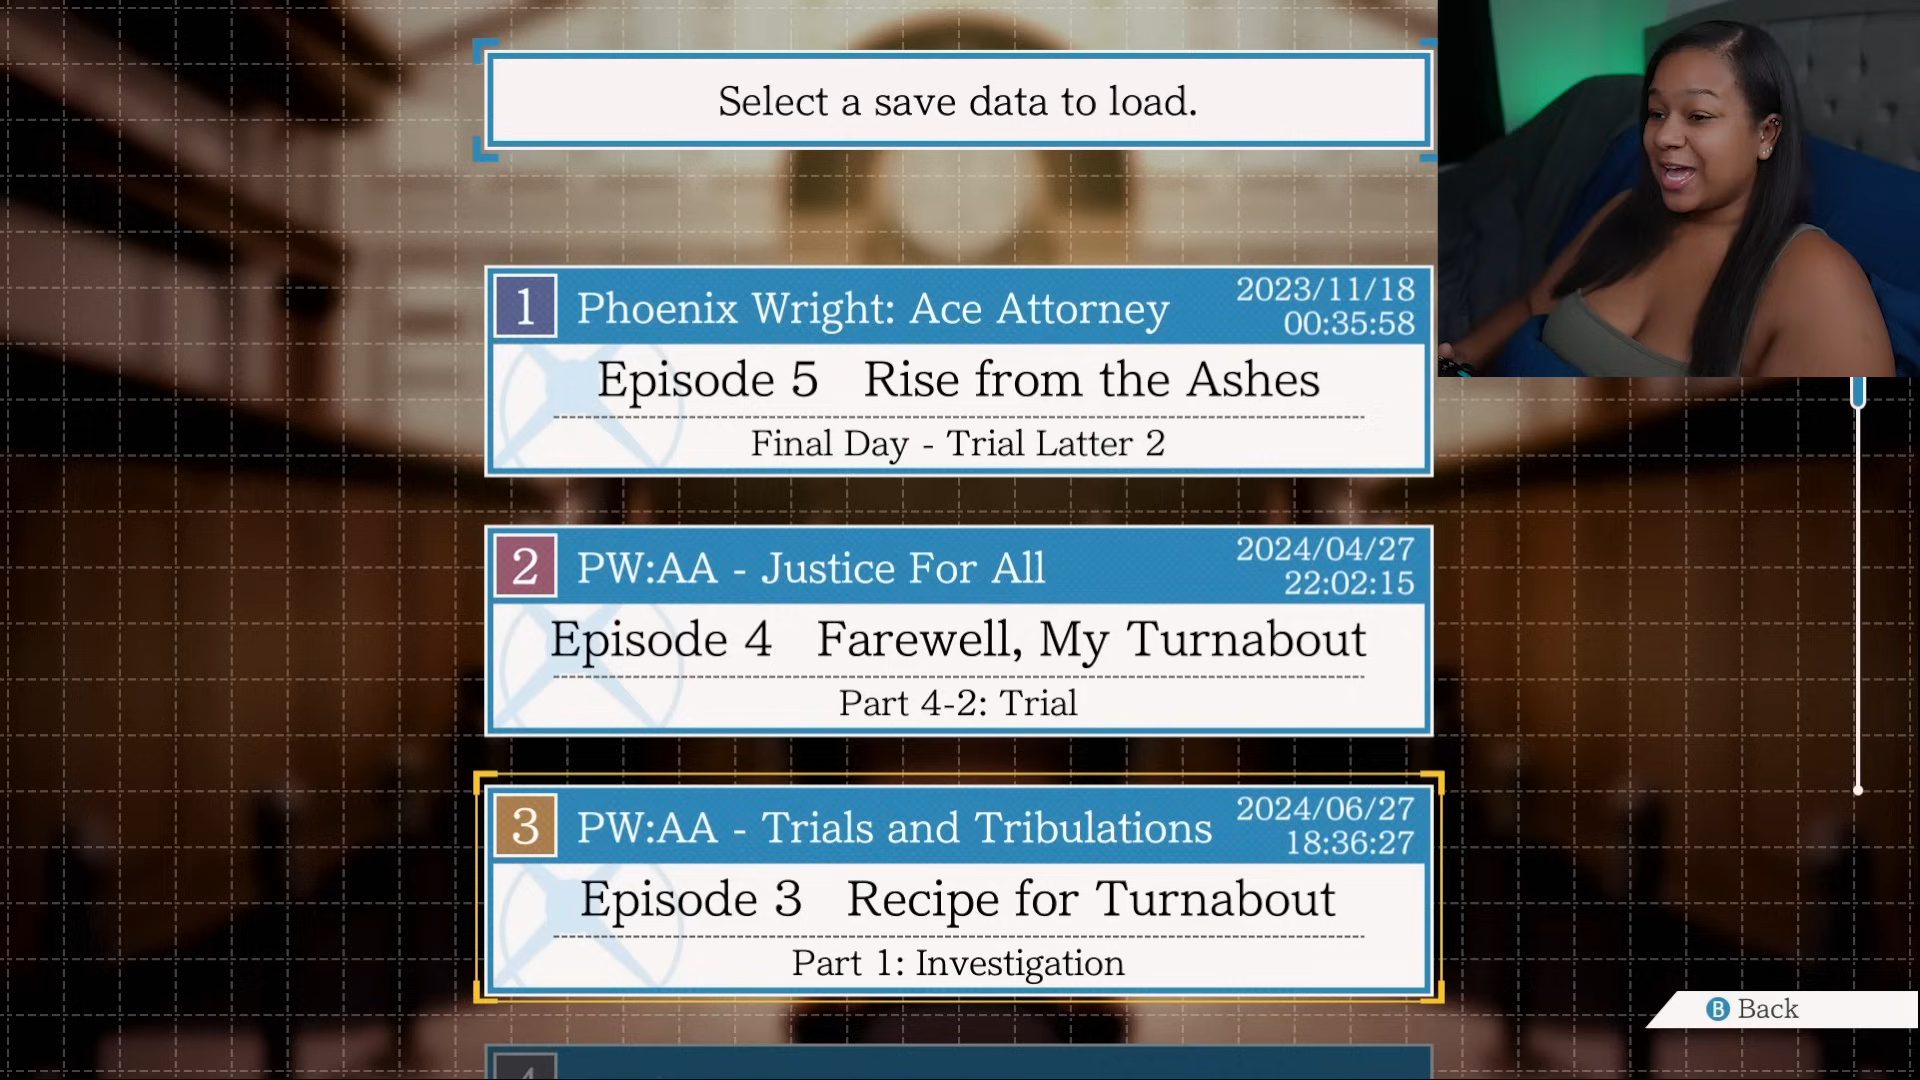 Select a save data to load.
1 Phoenix Wright: Ace Attorney 2023/11/18
00:35:58
Episode 5 Rise from the Ashes
Final Day - Trial Latter 2
2 PW:AA - Justice For All 2024/04/27
22:02:15
Episode 4 Farewell, My Turnabout
Part 4-2: Trial
3 PW:AA - Trials and Tribulations 2024/06/27
18:36:27
Episode 3 Recipe for Turnabout
Part 1: Investigation
B Back
4